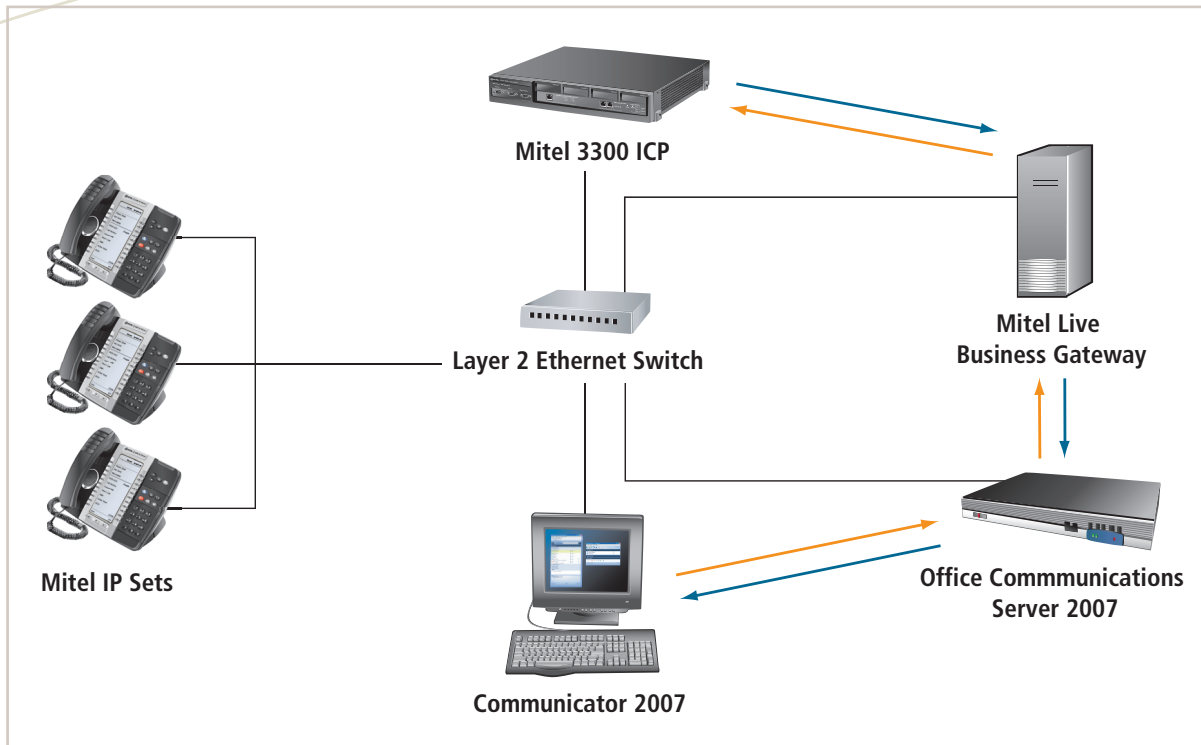 Mitel 3300 ICP
Mitel Live
Business Gateway
Layer 2 Ethernet Switch
Mitel IP Sets
Office Commmunications
Server 2007
Communicator 2007